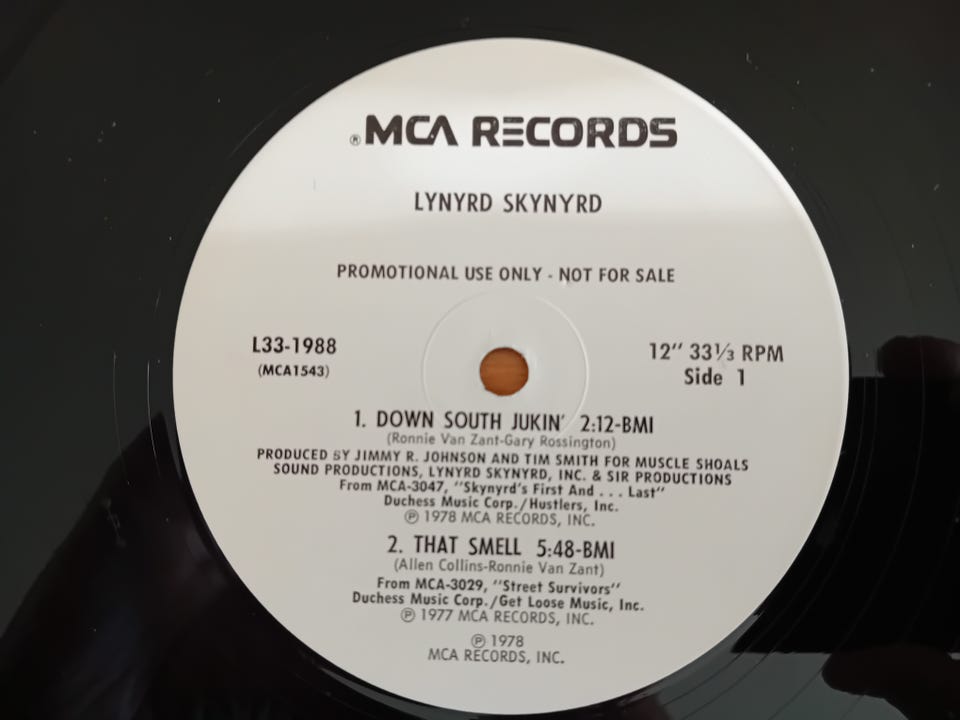 ® MCA RECORDS
LYNYRD SKYNYRD
PROMOTIONAL USE ONLY - NOT FOR SALE
L33-1988
(MCA1543)
12" 33⅓ RPM
Side 1
1. DOWN SOUTH JUKIN' 2:12-BMI
(Ronnie Van Zant-Gary Rossington)
PRODUCED BY JIMMY R. JOHNSON AND TIM SMITH FOR MUSCLE SHOALS
SOUND PRODUCTIONS, LYNYRD SKYNYRD, INC. & SIR PRODUCTIONS
From MCA-3047, "Skynyrd's First And . . . Last"
Duchess Music Corp./Hustlers, Inc.
℗ 1978 MCA RECORDS, INC.
2. THAT SMELL 5:48-BMI
(Allen Collins-Ronnie Van Zant)
From MCA-3029, "Street Survivors"
Duchess Music Corp./Get Loose Music, Inc.
℗ 1977 MCA RECORDS, INC.
℗ 1978
MCA RECORDS, INC.